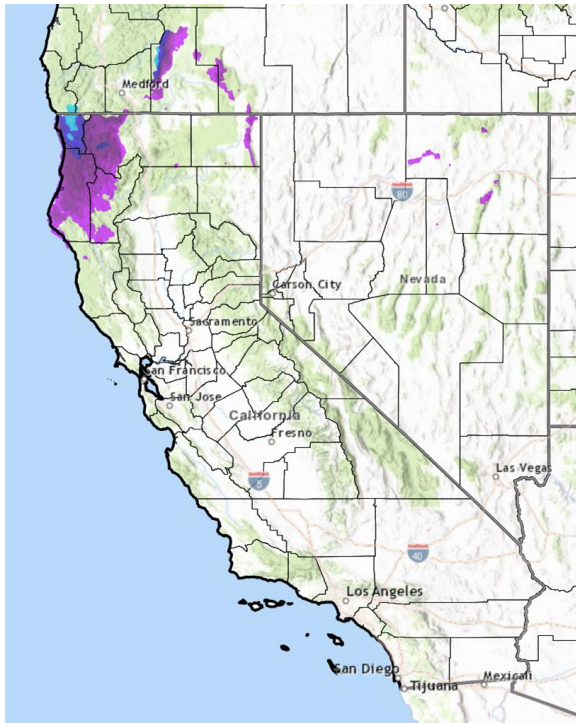 Medford
80
Nevada
Carson City
Sacramento
San Francisco
San Jose
California
Fresno
5
Las Vegas
40
Los Angeles
San Diego
Tijuana
Mexicali